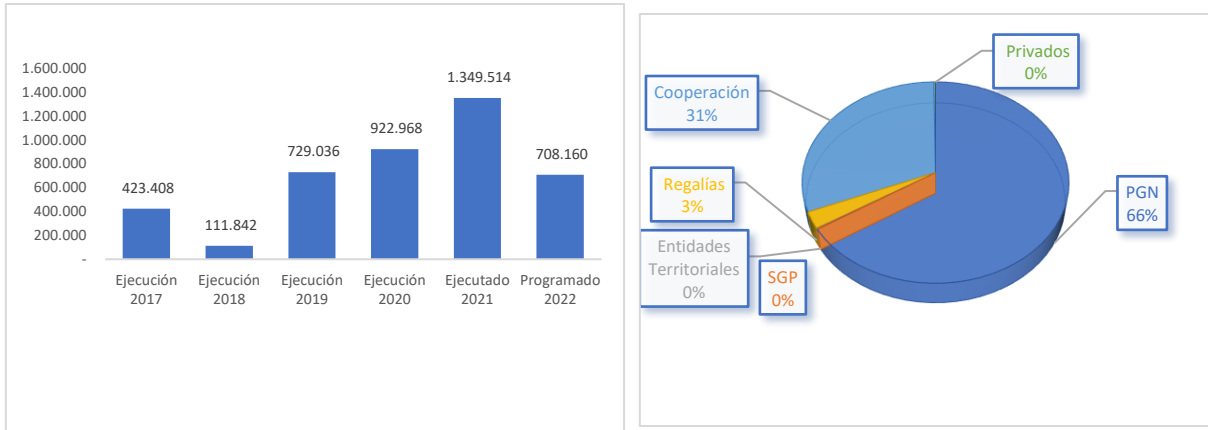 1.600.000
1.400.000
1.200.000
1.000.000
800.000
600.000
400.000
200.000
-
423.408
111.842
729.036
922.968
1.349.514
708.160
Ejecución
2017
Ejecución
2018
Ejecución
2019
Ejecución
2020
Ejecutado
2021
Programado
2022
Privados
0%
Cooperación
31%
Regalías
3%
Entidades
Territoriales
0%
SGP
0%
PGN
66%